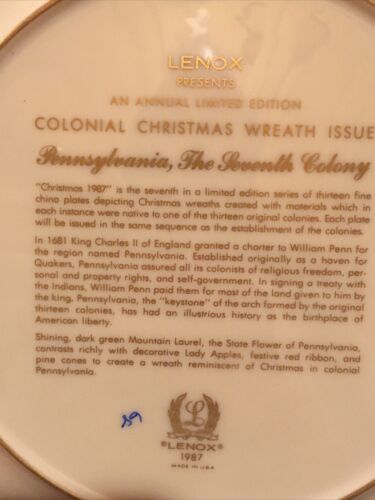 LENOX
PRESENTS
AN ANNUAL LIMITED EDITION
COLONIAL CHRISTMAS WREATH ISSUE
Pennsylvania, The Seventh Colony
"Christmas 1987" is the seventh in a limited edition series of thirteen fine
china plates depicting Christmas wreaths created with materials which in
each instance were native to one of the thirteen original colonies. Each plate
will be issued in the same sequence as the establishment of the colonies.
In 1681 King Charles II of England granted a charter to William Penn for
the region named Pennsylvania. Established originally as a haven for
Quakers, Pennsylvania assured all its colonists of religious freedom, per-
sonal and property rights, and self-government. In signing a treaty with
the Indians, William Penn paid them for most of the land given to him by
the king. Pennsylvania, the "keystone" of the arch formed by the original
thirteen colonies, has had an illustrious history as the birthplace of
American liberty.
Shining, dark green Mountain Laurel, the State Flower of Pennsylvania,
contrasts richly with decorative Lady Apples, festive red ribbon, and
pine cones to create a wreath reminiscent of Christmas in colonial
Pennsylvania.
L
©LENOX®
1987
MADE IN U.S.A.